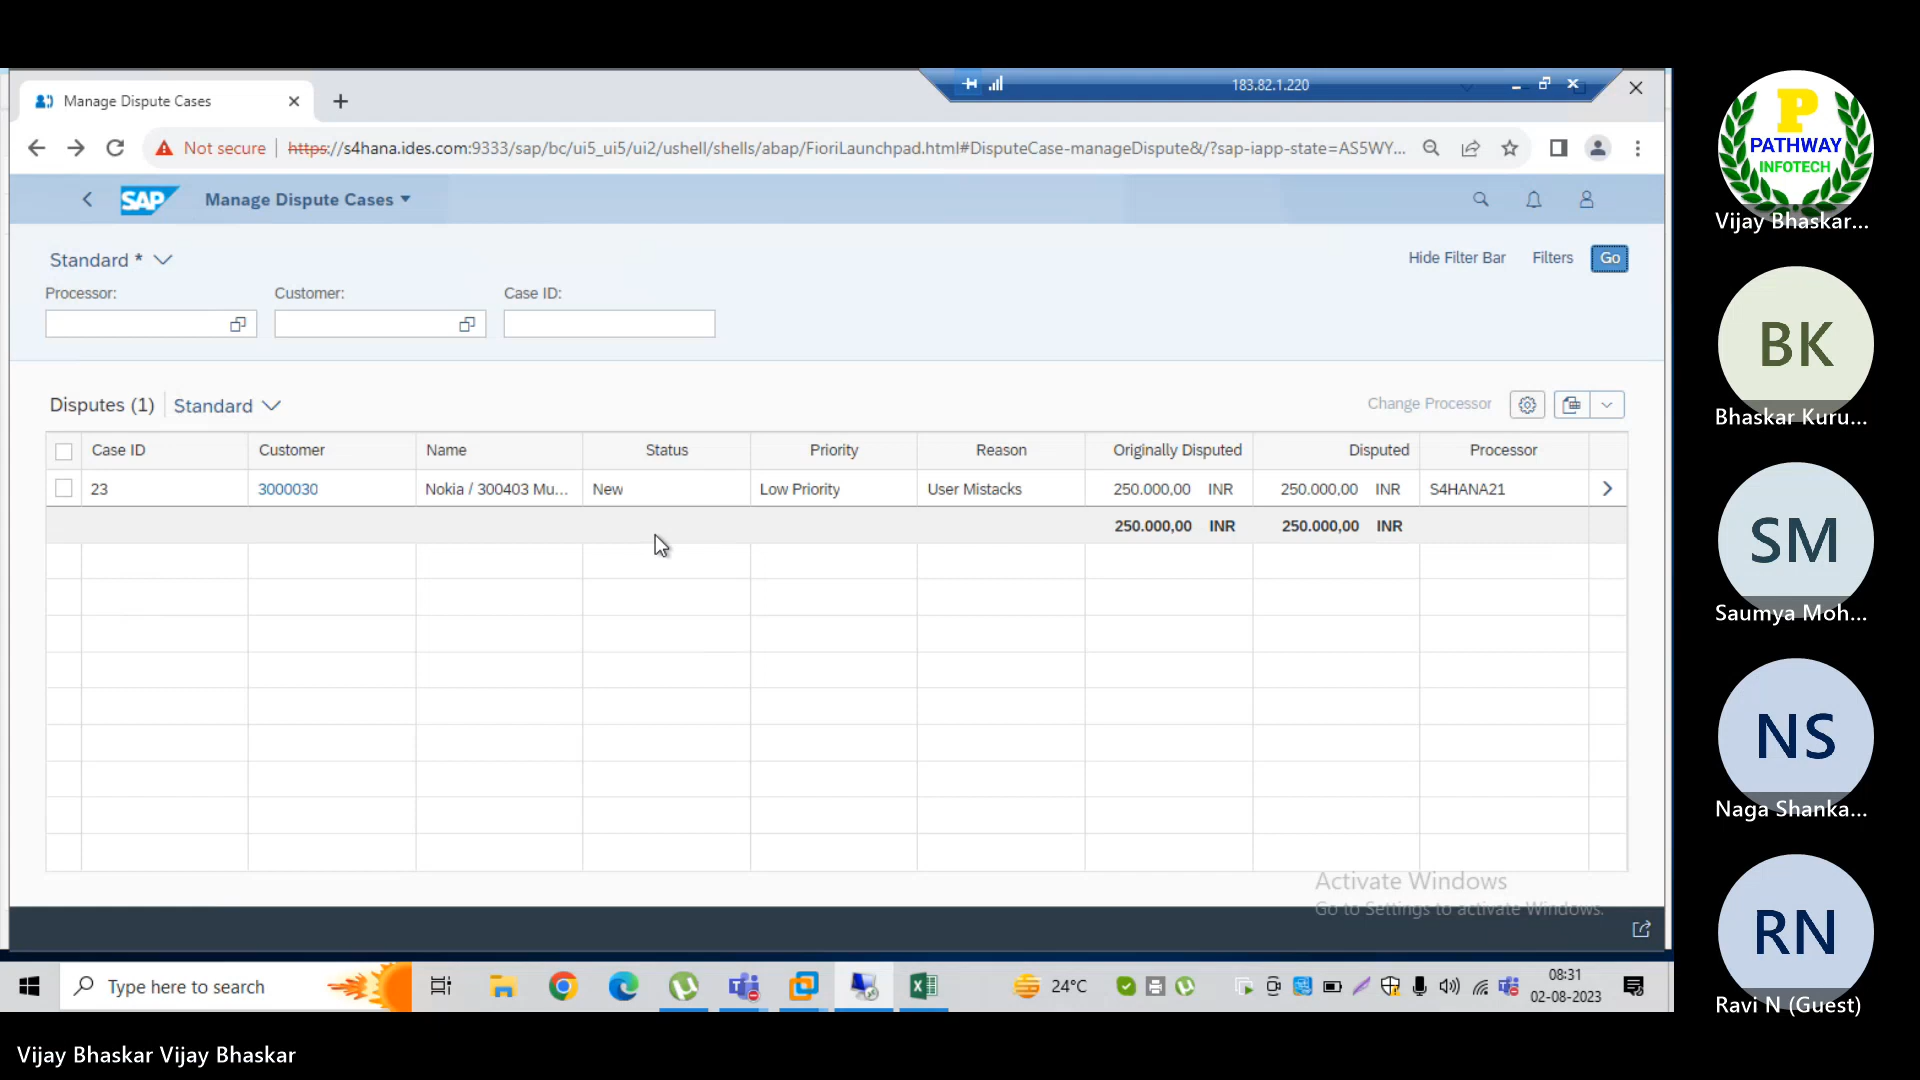 Manage Dispute Cases
183.82.1.220
Not secure
https://s4hana.ides.com:9333/sap/bc/ui5_ui5/ui2/ushell/shells/abap/FioriLaunchpad.html#DisputeCase-manageDispute&/?sap-iapp-state=AS5WY...
SAP
Manage Dispute Cases
Standard *
Hide Filter Bar
Filters
Go
Processor:
Customer:
Case ID:
Disputes (1)
Standard
Change Processor
Case ID
Customer
Name
Status
Priority
Reason
Originally Disputed
Disputed
Processor
23
3000030
Nokia / 300403 Mu...
New
Low Priority
User Mistacks
250.000,00 INR
250.000,00 INR
S4HANA21
250.000,00 INR
250.000,00 INR
Activate Windows
Go to Settings to activate Windows.
Type here to search
24°C
08:31
02-08-2023
P
PATHWAY
INFOTECH
Vijay Bhaskar...
BK
Bhaskar Kuru...
SM
Saumya Moh...
NS
Naga Shanka...
RN
Ravi N (Guest)
Vijay Bhaskar Vijay Bhaskar